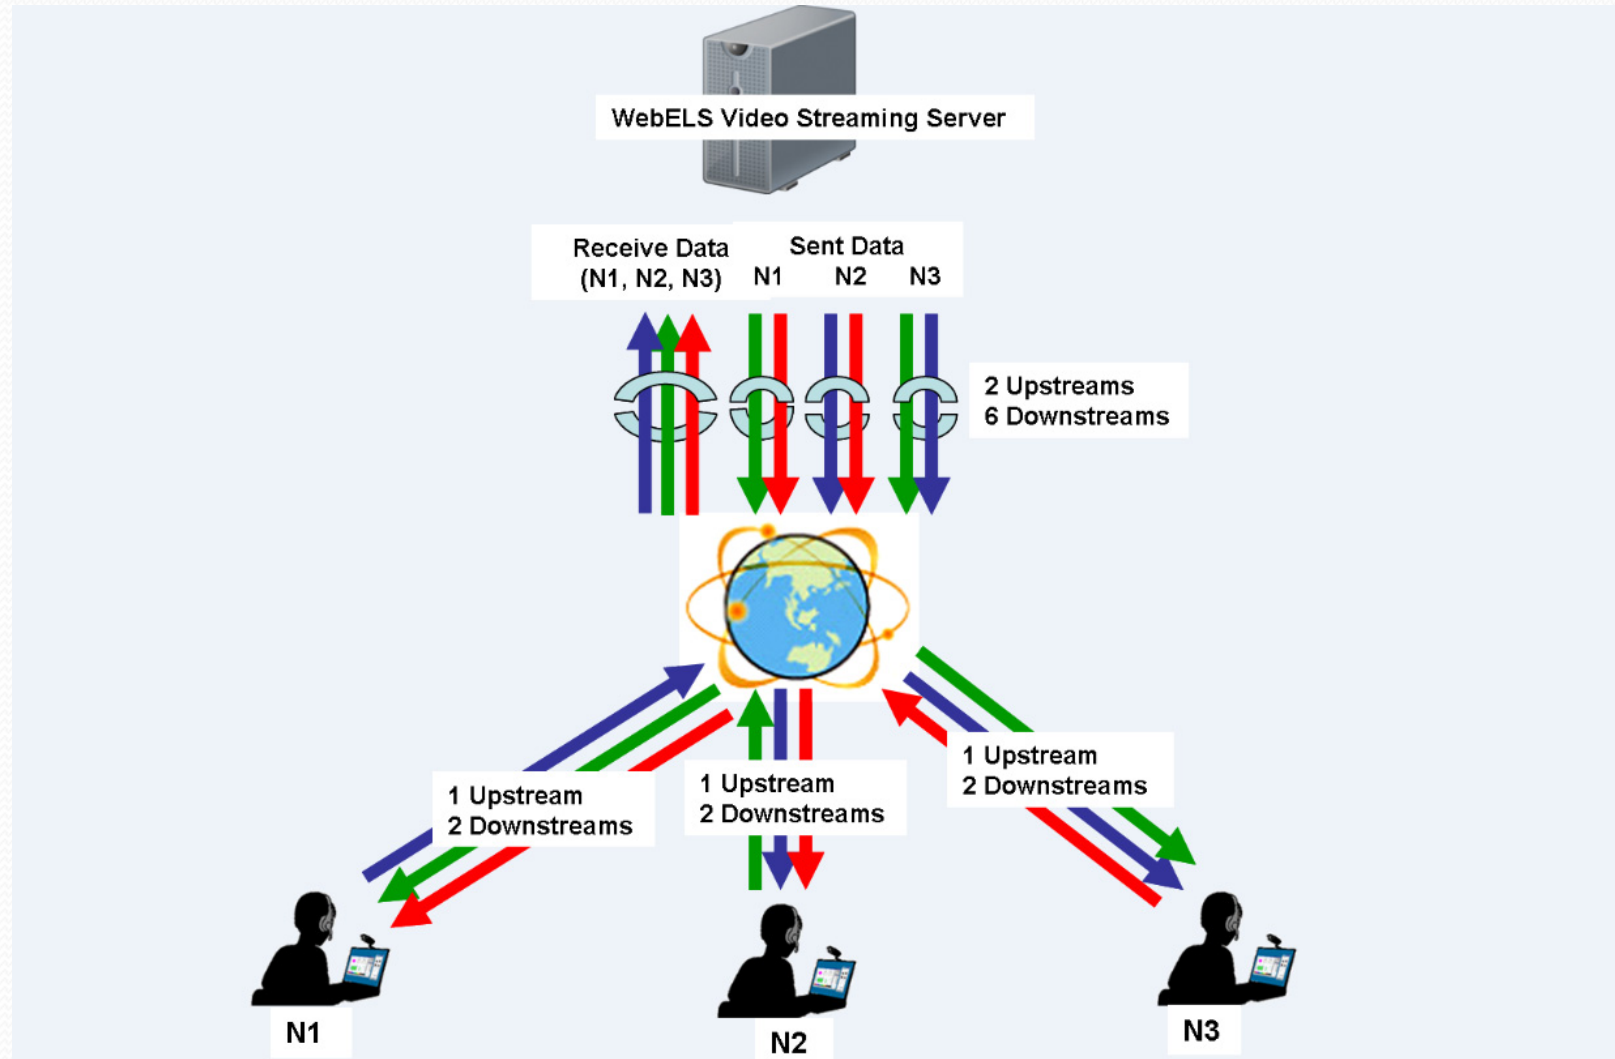 WebELS Video Streaming Server
Receive Data
(N1, N2, N3)
Sent Data
N1 N2 N3
2 Upstreams
6 Downstreams
1 Upstream
2 Downstreams
1 Upstream
2 Downstreams
1 Upstream
2 Downstreams
N1
N2
N3